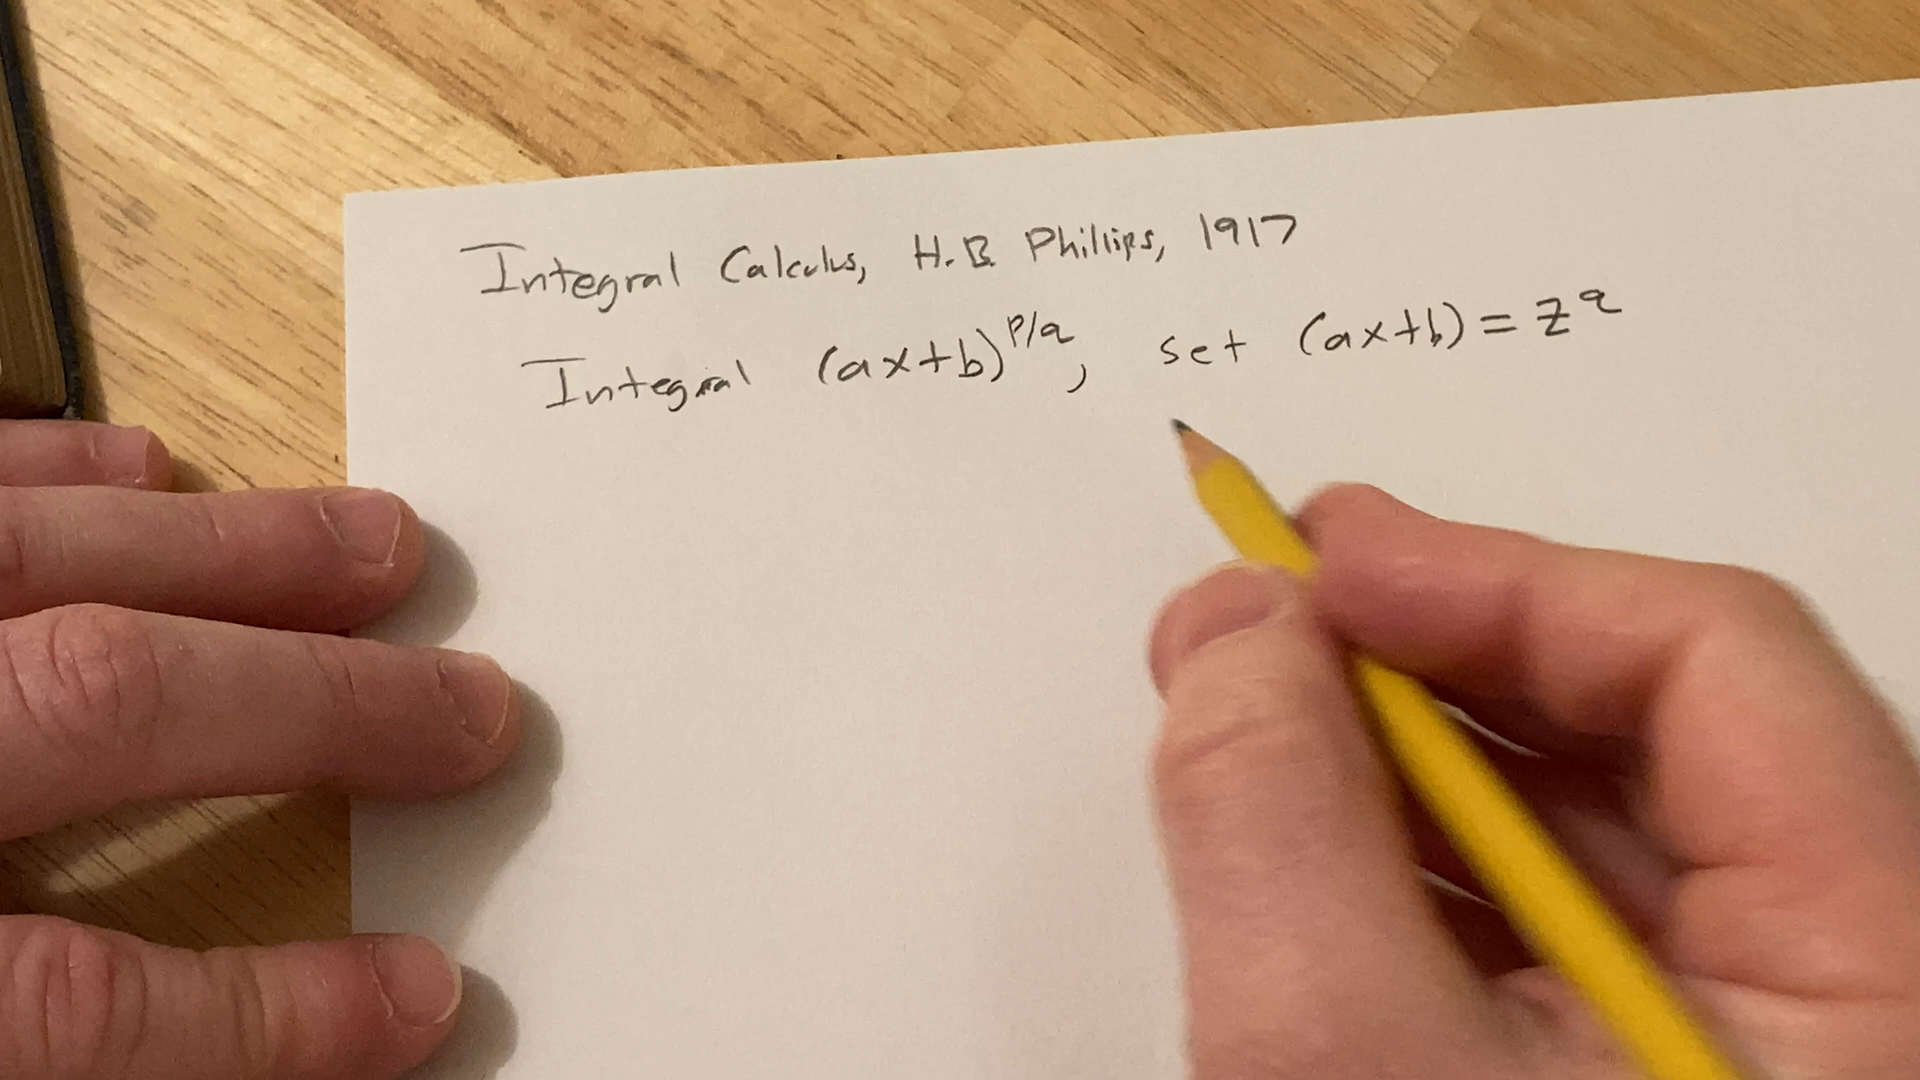 Integral Calculus, H.B. Phillips, 1917
Integral (ax+b)^{p/q}, set (ax+b) = z^q